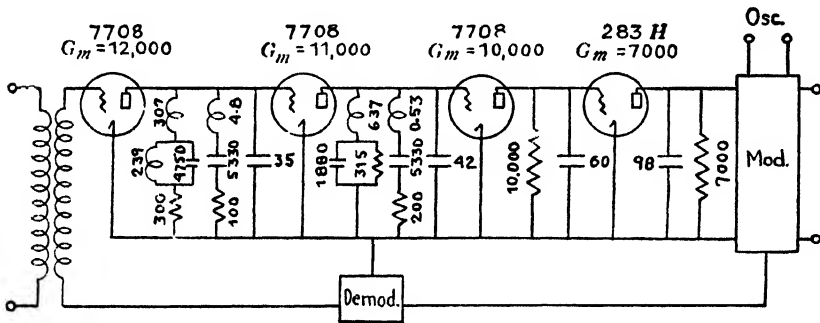 7708
Gm = 12,000
7708
Gm = 11,000
7708
Gm = 10,000
283 H
Gm = 7000
Osc.
307
239
4250
300
4.8
5330
100
35
637
1880
315
0.53
5330
200
42
10,000
60
98
7000
Mod.
Demod.